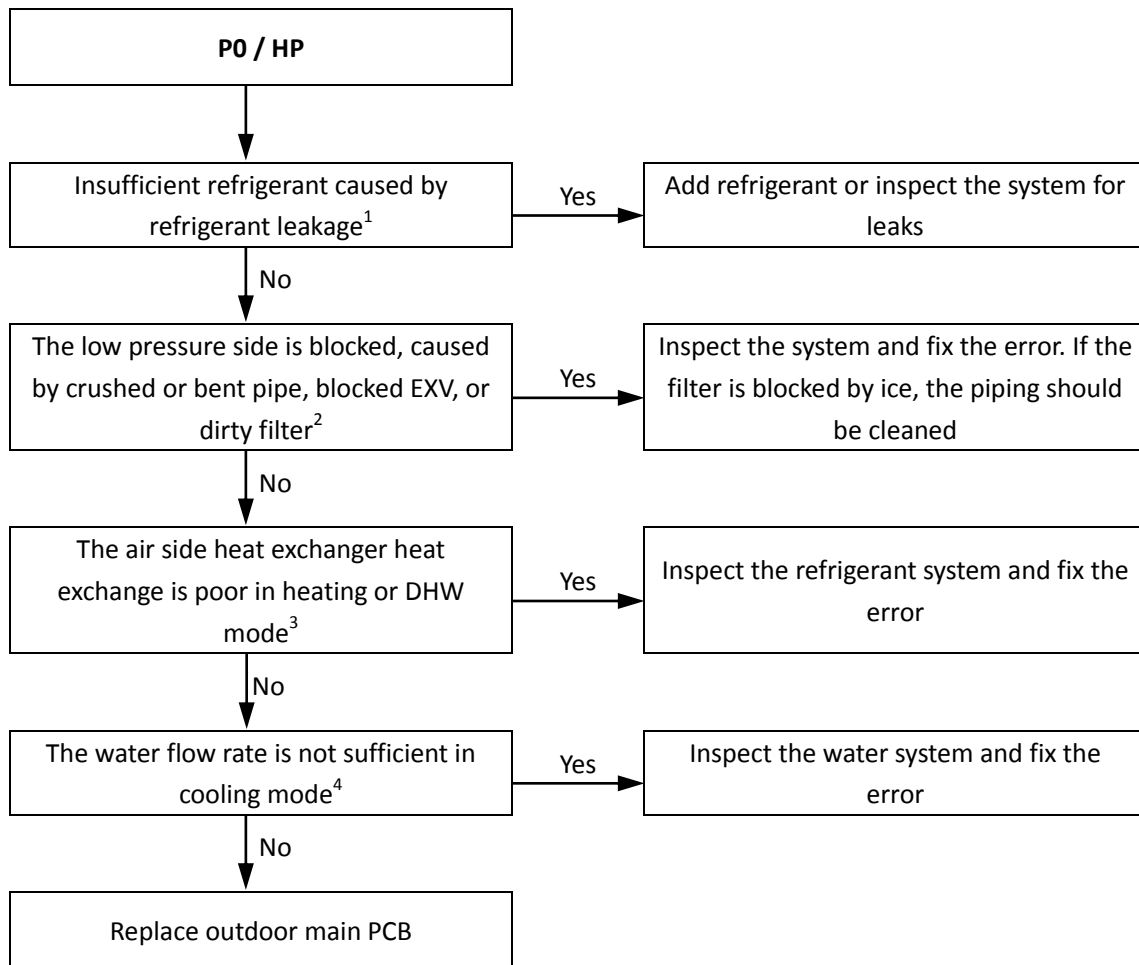 P0 / HP
Insufficient refrigerant caused by
refrigerant leakage¹
Yes
Add refrigerant or inspect the system for
leaks
No
The low pressure side is blocked, caused
by crushed or bent pipe, blocked EXV, or
dirty filter²
Yes
Inspect the system and fix the error. If the
filter is blocked by ice, the piping should
be cleaned
No
The air side heat exchanger heat
exchange is poor in heating or DHW
mode³
Yes
Inspect the refrigerant system and fix the
error
No
The water flow rate is not sufficient in
cooling mode⁴
Yes
Inspect the water system and fix the
error
No
Replace outdoor main PCB